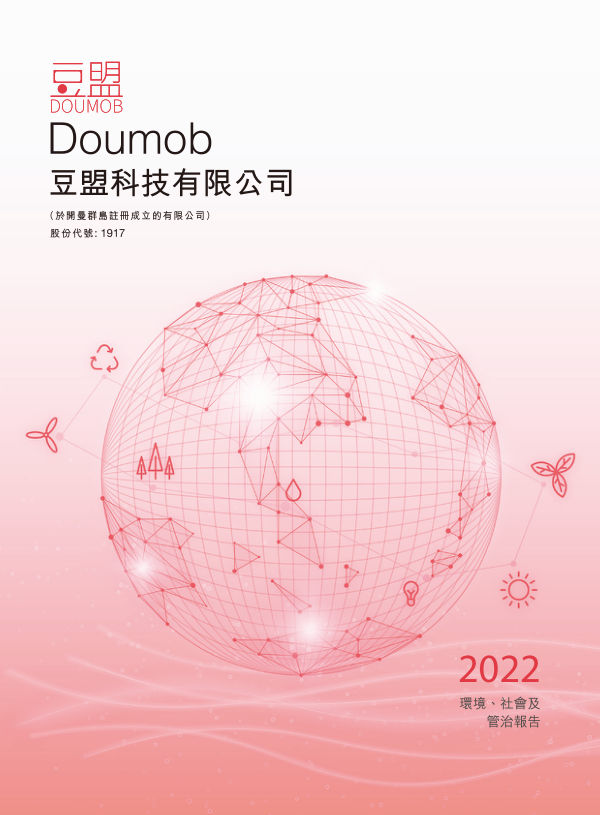 豆盟
DOUMOB
Doumob
豆盟科技有限公司
(於開曼群島註冊成立的有限公司)
股份代號: 1917
2022
環境、社會及
管治報告